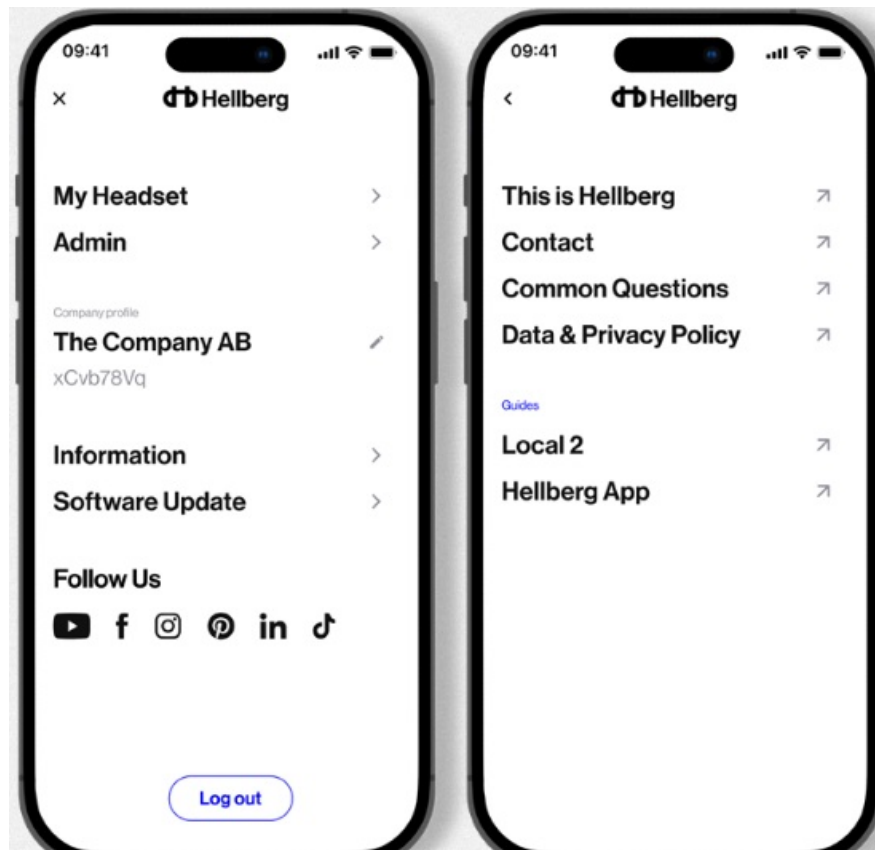 09:41
Hellberg
My Headset
Admin
Company profile
The Company AB
xCvb78Vq
Information
Software Update
Follow Us
Log out
09:41
Hellberg
This is Hellberg
Contact
Common Questions
Data & Privacy Policy
Guides
Local 2
Hellberg App